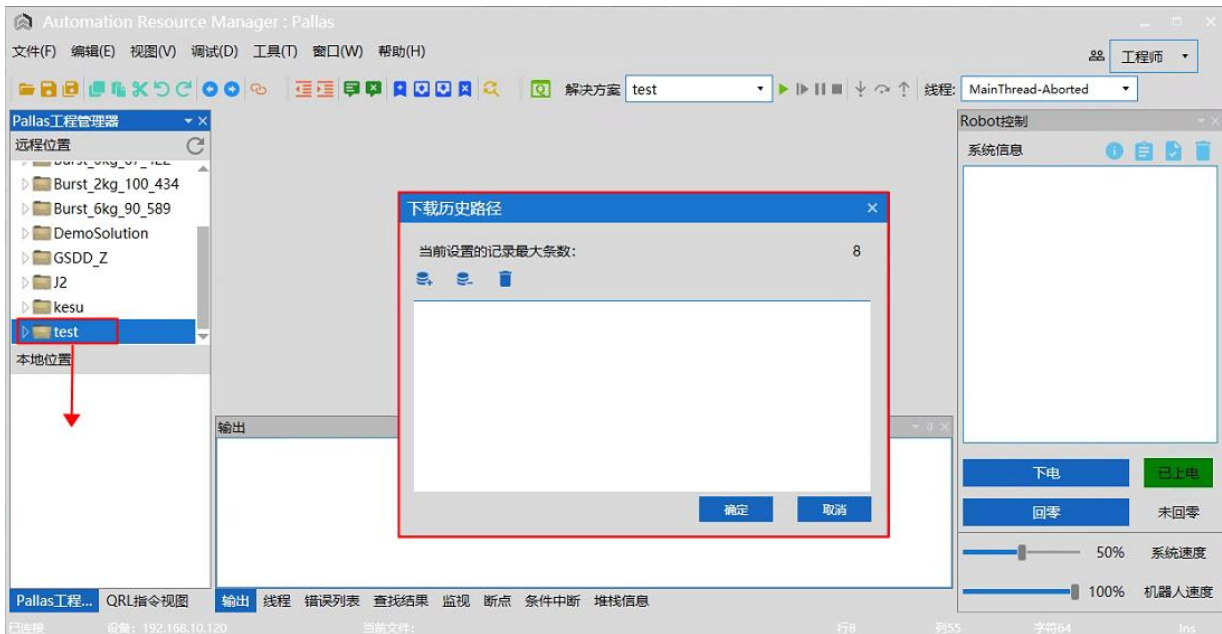 Automation Resource Manager : Pallas
文件(F) 编辑(E) 视图(V) 调试(D) 工具(T) 窗口(W) 帮助(H)
工程师
解决方案 test 线程: MainThread-Aborted
Pallas工程管理器
远程位置
Burst_2kg_100_434
Burst_6kg_90_589
DemoSolution
GSDD_Z
J2
kesu
test
本地位置
下载历史路径
当前设置的记录最大条数: 8
确定 取消
输出
Robot控制
系统信息
下电 已上电
回零 未回零
50% 系统速度
100% 机器人速度
Pallas工程... QRL指令视图
输出 线程 错误列表 查找结果 监视 断点 条件中断 堆栈信息
已连接 设备: 192.168.10.120 当前文件: 行8 列55 字符64 Ins